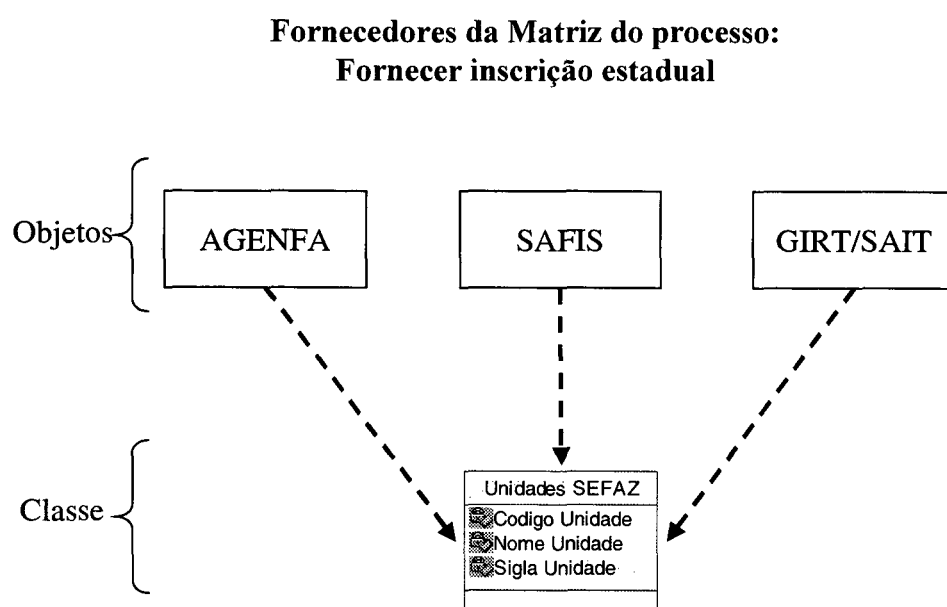 Fornecedores da Matriz do processo:
Fornecer inscrição estadual
Objetos
AGENFA
SAFIS
GIRT/SAIT
Classe
Unidades SEFAZ
Codigo Unidade
Nome Unidade
Sigla Unidade